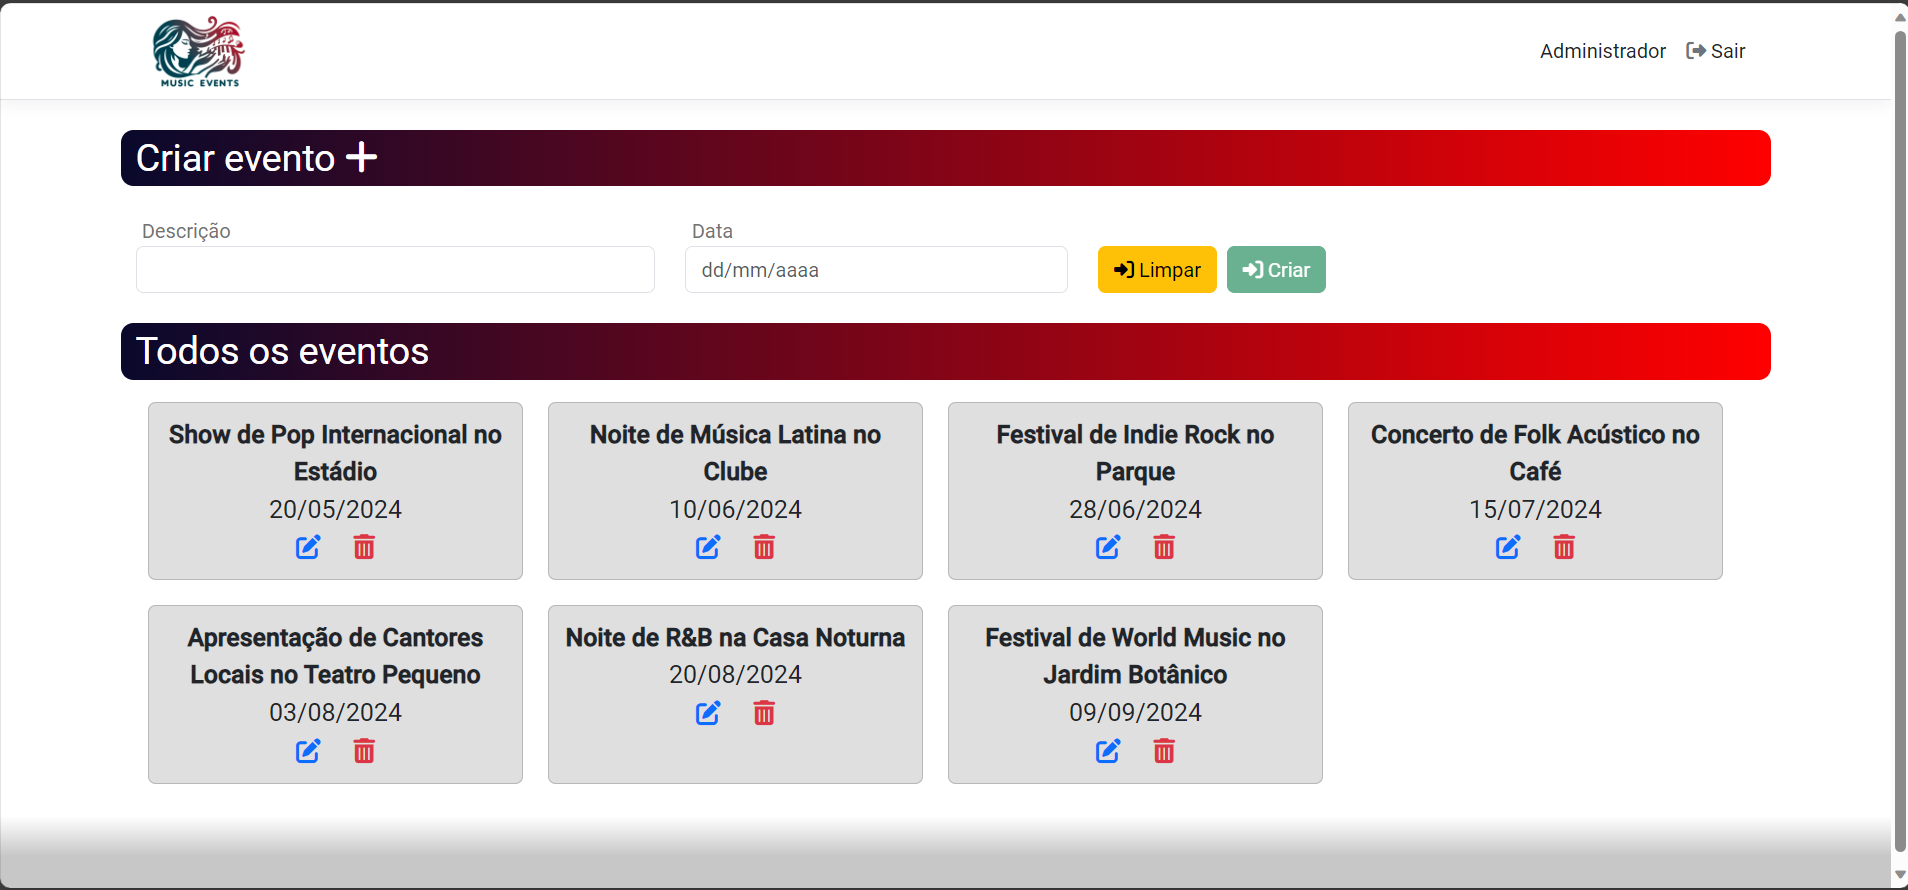 MUSIC EVENTS
Administrador
Sair
Criar evento
Descrição
Data
dd/mm/aaaa
Limpar
Criar
Todos os eventos
Show de Pop Internacional no
Estádio
20/05/2024
Noite de Música Latina no
Clube
10/06/2024
Festival de Indie Rock no
Parque
28/06/2024
Concerto de Folk Acústico no
Café
15/07/2024
Apresentação de Cantores
Locais no Teatro Pequeno
03/08/2024
Noite de R&B na Casa Noturna
20/08/2024
Festival de World Music no
Jardim Botânico
09/09/2024